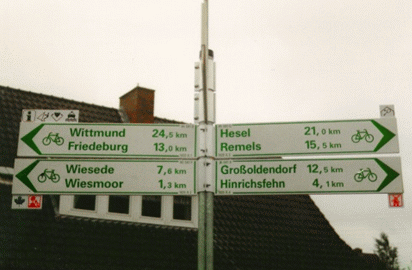 Wittmund 24,5 km
Friedeburg 13,0 km
Wiesede 7,6 km
Wiesmoor 1,3 km
Hesel 21,0 km
Remels 15,5 km
Großoldendorf 12,5 km
Hinrichsfehn 4,1 km